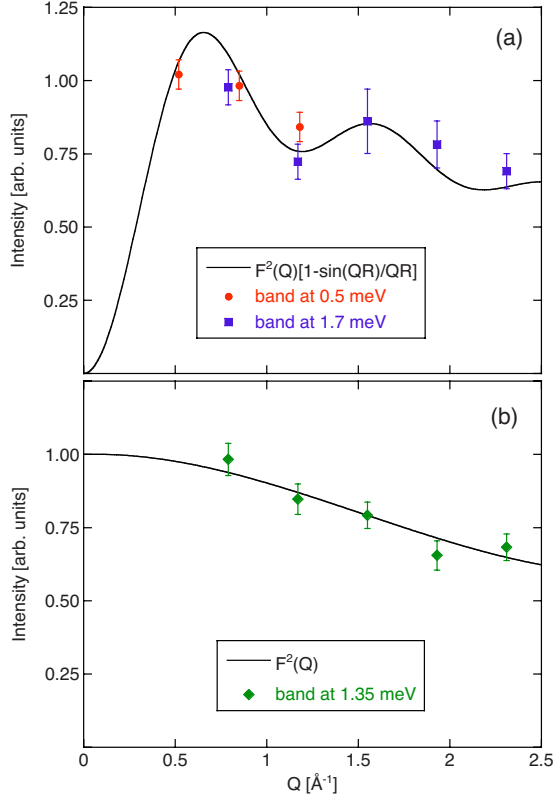 (a)
Intensity [arb. units]
1.00
0.75
0.50
0.25
F²(Q)[1-sin(QR)/QR]
band at 0.5 meV
band at 1.7 meV
(b)
Intensity [arb. units]
1.00
0.75
0.50
0.25
F²(Q)
band at 1.35 meV
0 0.5 1 1.5 2 2.5
Q [Å⁻¹]